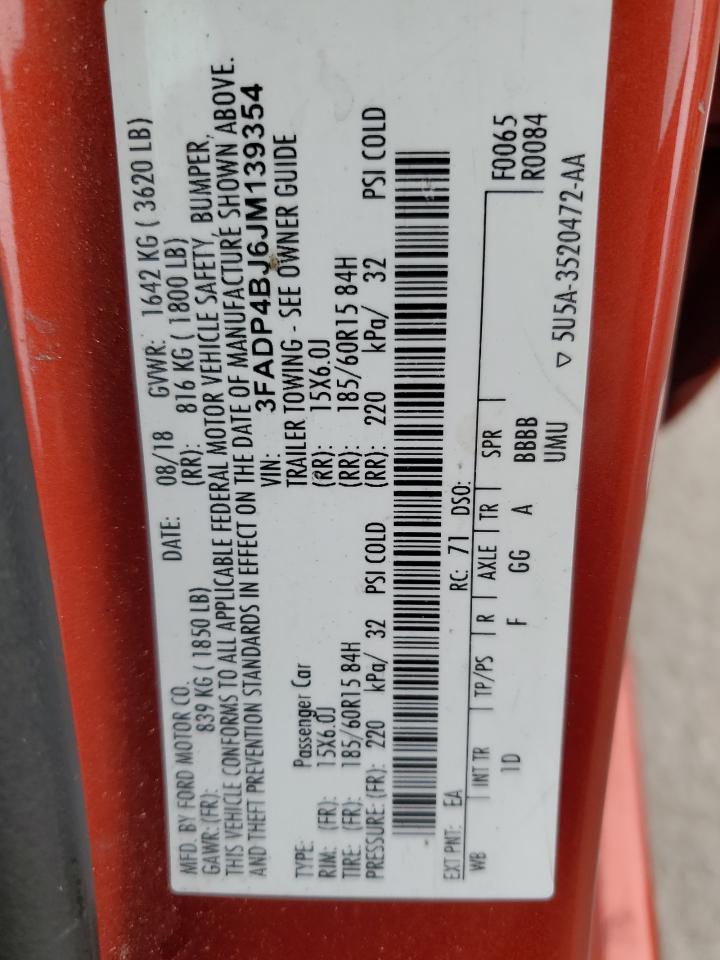 MFD. BY FORD MOTOR CO. DATE: 08/18 GVWR: 1642 KG ( 3620 LB)
GAWR: (FR): 839 KG ( 1850 LB) (RR): 816 KG ( 1800 LB)
THIS VEHICLE CONFORMS TO ALL APPLICABLE FEDERAL MOTOR VEHICLE SAFETY, BUMPER,
AND THEFT PREVENTION STANDARDS IN EFFECT ON THE DATE OF MANUFACTURE SHOWN ABOVE.
VIN: 3FADP4BJ6JM139354
TYPE: Passenger Car TRAILER TOWING - SEE OWNER GUIDE
RIM: (FR): 15X6.0J (RR): 15X6.0J
TIRE: (FR): 185/60R15 84H (RR): 185/60R15 84H
PRESSURE: (FR): 220 kPa/ 32 PSI COLD (RR): 220 kPa/ 32 PSI COLD
EXT PNT: EA RC: 71 DSO:
WB INT TR TP/PS R AXLE TR SPR F0065
R0084
1D F GG A BBBB
UMU ▽ 5U5A-3520472-AA